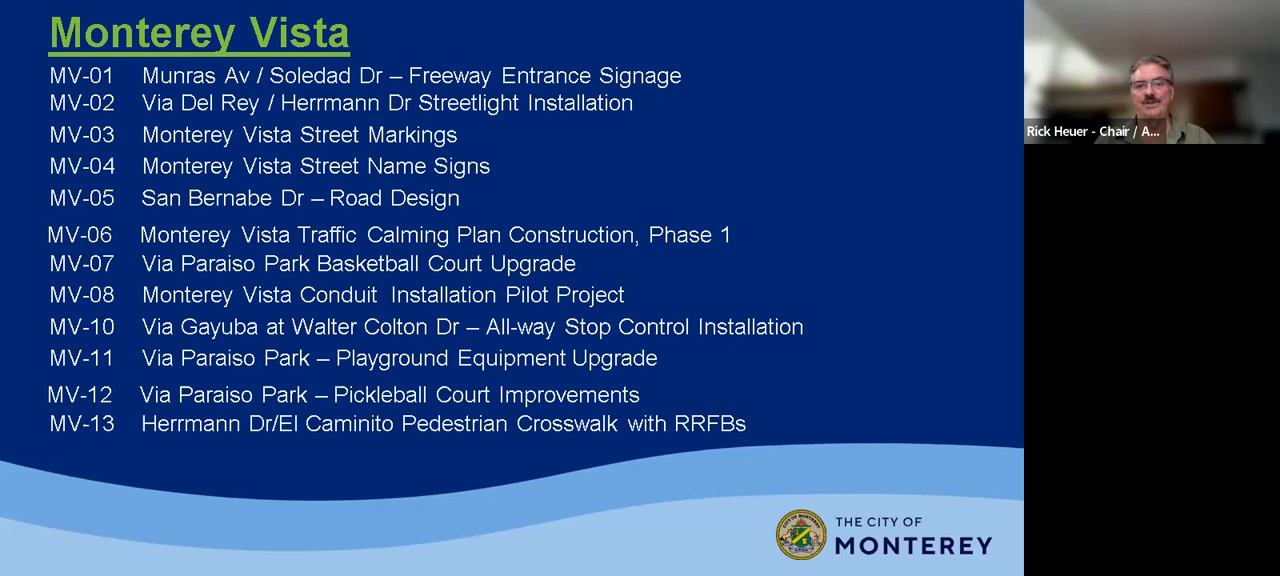 Monterey Vista
MV-01 Munras Av / Soledad Dr – Freeway Entrance Signage
MV-02 Via Del Rey / Herrmann Dr Streetlight Installation
MV-03 Monterey Vista Street Markings
MV-04 Monterey Vista Street Name Signs
MV-05 San Bernabe Dr – Road Design
MV-06 Monterey Vista Traffic Calming Plan Construction, Phase 1
MV-07 Via Paraiso Park Basketball Court Upgrade
MV-08 Monterey Vista Conduit Installation Pilot Project
MV-10 Via Gayuba at Walter Colton Dr – All-way Stop Control Installation
MV-11 Via Paraiso Park – Playground Equipment Upgrade
MV-12 Via Paraiso Park – Pickleball Court Improvements
MV-13 Herrmann Dr/El Caminito Pedestrian Crosswalk with RRFBs
THE CITY OF
MONTEREY
Rick Heuer - Chair / A...